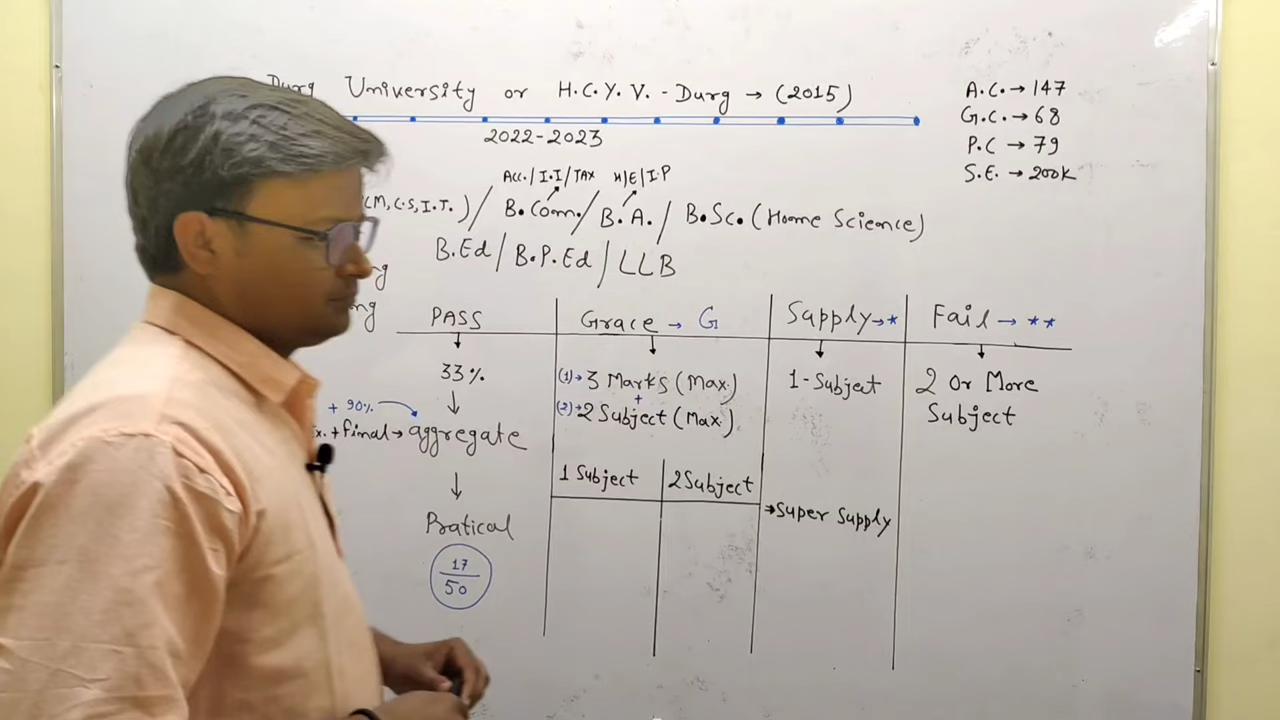 Durg University or H.C.Y.V. - Durg → (2015)
2022-2023
A.C. → 147
G.C. → 68
P.C → 79
S.E. → 200K
Acc./I.I/TAX H/E/I.P
(M, C.S, I.T.) / B.Com. / B.A. / B.Sc. (Home Science)
B.Ed / B.P.Ed / LLB
ng
ng
PASS
33%
+ 90%
x. + final → aggregate
Pratical
17
50
Grace → G
(1) → 3 Marks (Max.)
+
(2) → 2 Subject (Max.)
1 Subject 2 Subject
Supply → *
1-Subject
→ Super Supply
Fail → **
2 Or More
Subject